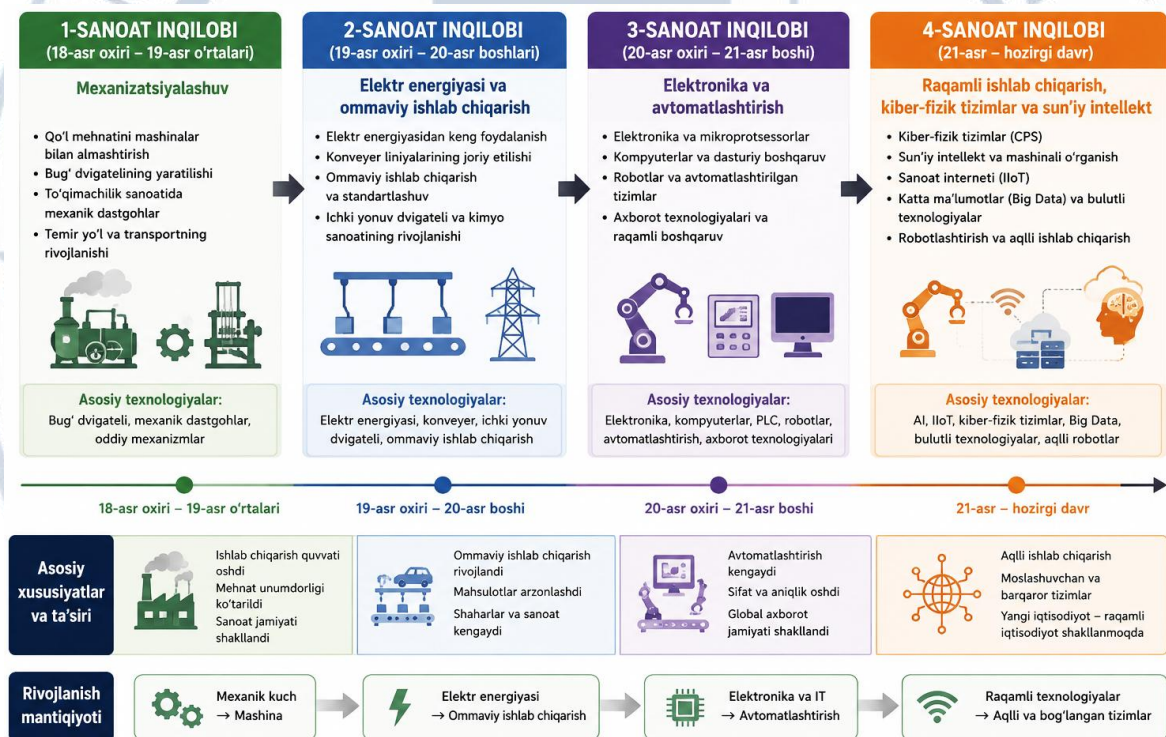 1-SANOAT INQILOBI
(18-asr oxiri – 19-asr o‘rtalari)
Mexanizatsiyalashuv
• Qo‘l mehnatini mashinalar
bilan almashtirish
• Bug‘ dvigatelining yaratilishi
• To‘qimachilik sanoatida
mexanik dastgohlar
• Temir yo‘l va transportning
rivojlanishi
Asosiy texnologiyalar:
Bug‘ dvigateli, mexanik dastgohlar,
oddiy mexanizmlar
2-SANOAT INQILOBI
(19-asr oxiri – 20-asr boshlari)
Elektr energiyasi va
ommaviy ishlab chiqarish
• Elektr energiyasidan keng foydalanish
• Konveyer liniyalarining joriy etilishi
• Ommaviy ishlab chiqarish
va standartlashuv
• Ichki yonuv dvigateli va kimyo
sanoatining rivojlanishi
Asosiy texnologiyalar:
Elektr energiyasi, konveyer, ichki yonuv
dvigateli, ommaviy ishlab chiqarish
3-SANOAT INQILOBI
(20-asr oxiri – 21-asr boshi)
Elektronika va
avtomatlashtirish
• Elektronika va mikroprotsessorlar
• Kompyuterlar va dasturiy boshqaruv
• Robotlar va avtomatlashtirilgan
tizimlar
• Axborot texnologiyalari va
raqamli boshqaruv
Asosiy texnologiyalar:
Elektronika, kompyuterlar, PLC, robotlar,
avtomatlashtirish, axborot texnologiyalari
4-SANOAT INQILOBI
(21-asr – hozirgi davr)
Raqamli ishlab chiqarish,
kiber-fizik tizimlar va sun’iy intellekt
• Kiber-fizik tizimlar (CPS)
• Sun’iy intellekt va mashinali o‘rganish
• Sanoat interneti (IIoT)
• Katta ma’lumotlar (Big Data) va bulutli
texnologiyalar
• Robotlashtirish va aqlli ishlab chiqarish
Asosiy texnologiyalar:
AI, IIoT, kiber-fizik tizimlar, Big Data,
bulutli texnologiyalar, aqlli robotlar
18-asr oxiri – 19-asr o‘rtalari
19-asr oxiri – 20-asr boshi
20-asr oxiri – 21-asr boshi
21-asr – hozirgi davr
Asosiy
xususiyatlar
va ta’siri
Ishlab chiqarish quvvati
oshdi
Mehnat unumdorligi
ko‘tarildi
Sanoat jamiyati
shakllandi
Ommaviy ishlab chiqarish
rivojlandi
Mahsulotlar arzonlashdi
Shaharlar va sanoat
kengaydi
Avtomatlashtirish
kengaydi
Sifat va aniqlik oshdi
Global axborot
jamiyati shakllandi
Aqlli ishlab chiqarish
Moslashuvchan va
barqaror tizimlar
Yangi iqtisodiyot – raqamli
iqtisodiyot shakllanmoqda
Rivojlanish
mantiqiyoti
Mexanik kuch
→ Mashina
Elektr energiyasi
→ Ommaviy ishlab chiqarish
Elektronika va IT
→ Avtomatlashtirish
Raqamli texnologiyalar
→ Aqlli va bog‘langan tizimlar